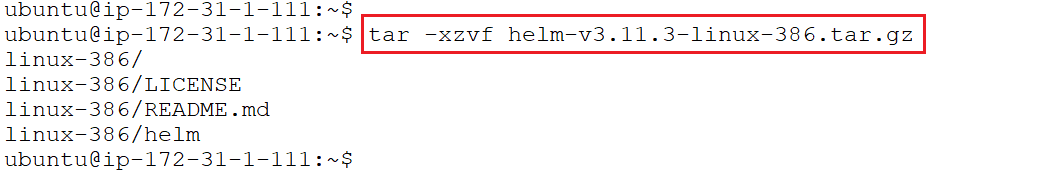 ubuntu@ip-172-31-1-111:~$
ubuntu@ip-172-31-1-111:~$ tar -xzvf helm-v3.11.3-linux-386.tar.gz
linux-386/
linux-386/LICENSE
linux-386/README.md
linux-386/helm
ubuntu@ip-172-31-1-111:~$